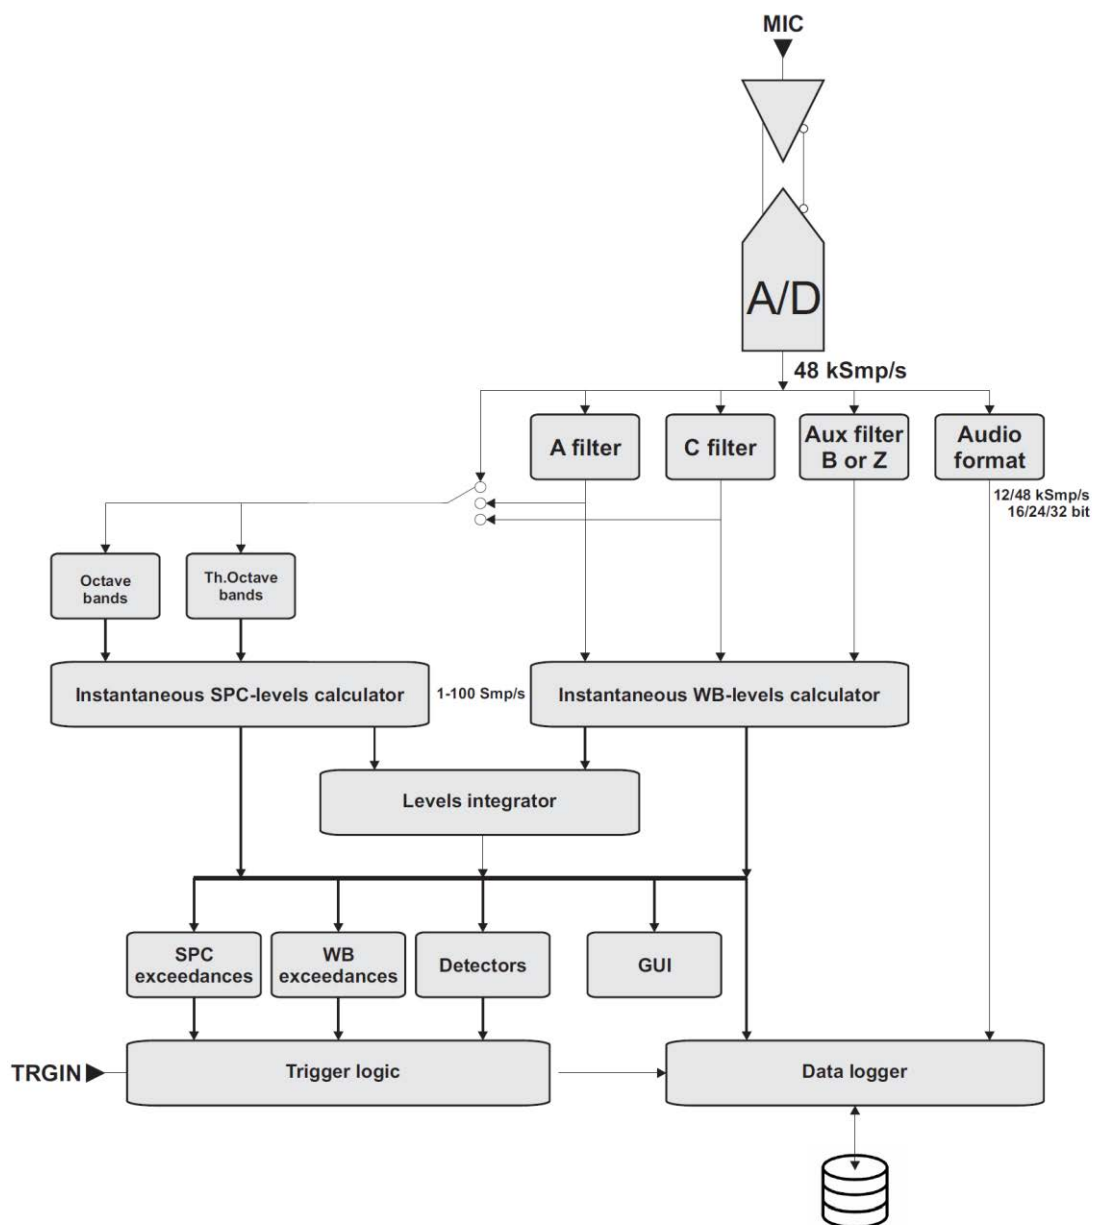 MIC
A/D
48 kSmp/s
A filter
C filter
Aux filter
B or Z
Audio
format
12/48 kSmp/s
16/24/32 bit
Octave
bands
Th.Octave
bands
Instantaneous SPC-levels calculator
1-100 Smp/s
Instantaneous WB-levels calculator
Levels integrator
SPC
exceedances
WB
exceedances
Detectors
GUI
TRGIN
Trigger logic
Data logger